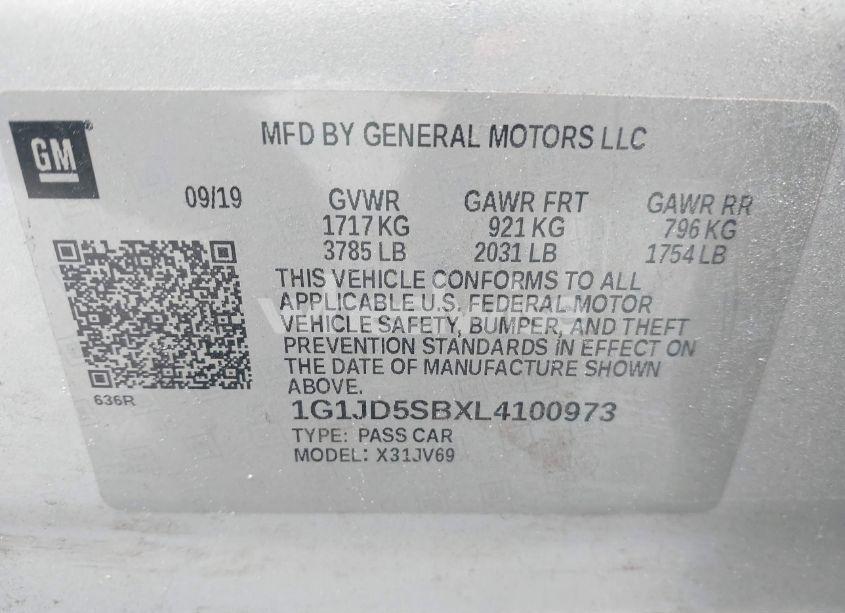 GM
MFD BY GENERAL MOTORS LLC
09/19 GVWR GAWR FRT GAWR RR
1717 KG 921 KG 796 KG
3785 LB 2031 LB 1754 LB
THIS VEHICLE CONFORMS TO ALL
APPLICABLE U.S. FEDERAL MOTOR
VEHICLE SAFETY, BUMPER, AND THEFT
PREVENTION STANDARDS IN EFFECT ON
THE DATE OF MANUFACTURE SHOWN
ABOVE.
636R
1G1JD5SBXL4100973
TYPE: PASS CAR
MODEL: X31JV69